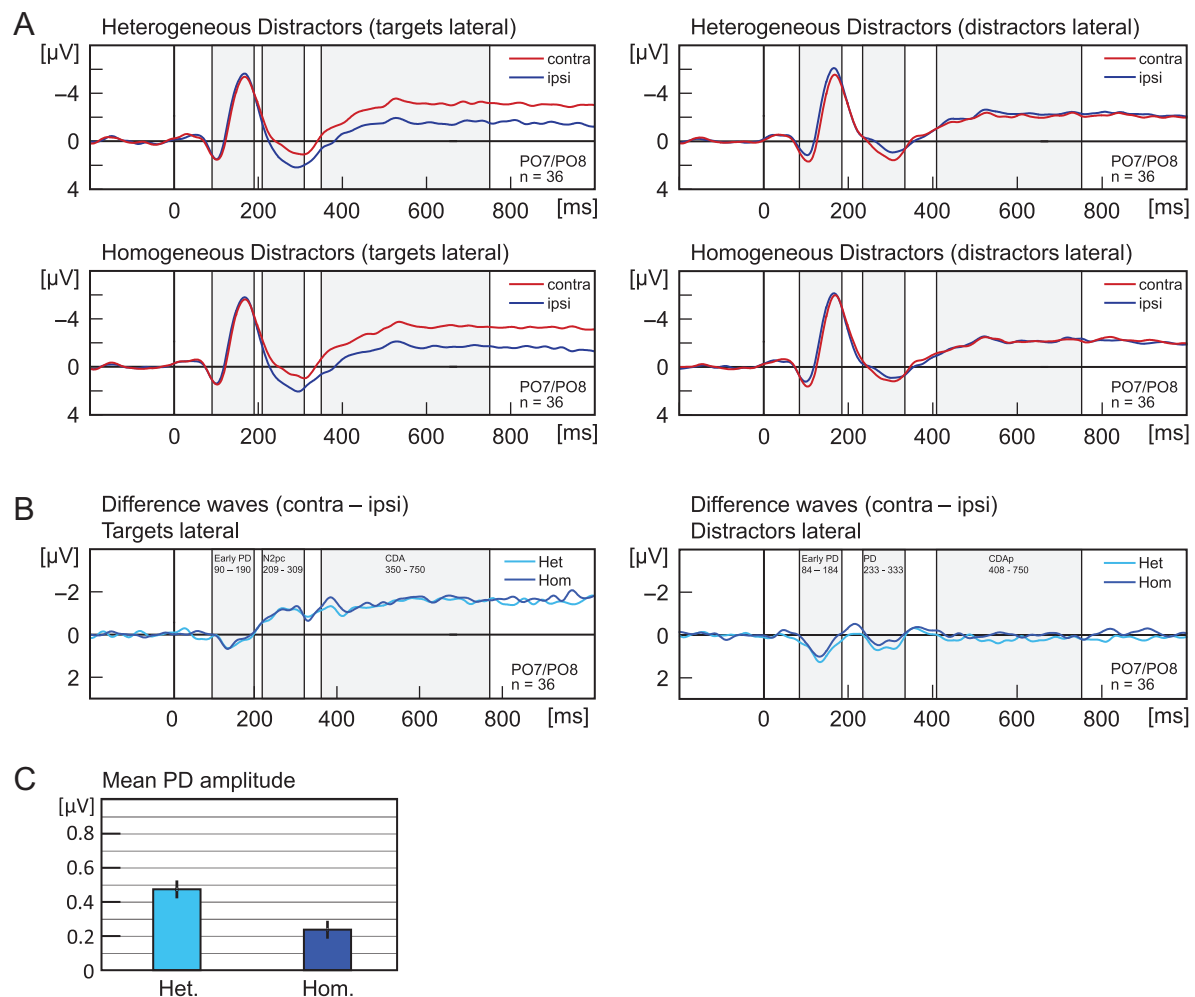 A
Heterogeneous Distractors (targets lateral)
[µV]
−4
0
4
contra
ipsi
PO7/PO8
n = 36
0 200 400 600 800 [ms]
Heterogeneous Distractors (distractors lateral)
[µV]
−4
0
4
contra
ipsi
PO7/PO8
n = 36
0 200 400 600 800 [ms]
Homogeneous Distractors (targets lateral)
[µV]
−4
0
4
contra
ipsi
PO7/PO8
n = 36
0 200 400 600 800 [ms]
Homogeneous Distractors (distractors lateral)
[µV]
−4
0
4
contra
ipsi
PO7/PO8
n = 36
0 200 400 600 800 [ms]
B
Difference waves (contra – ipsi)
Targets lateral
[µV]
−2
0
2
Early PD
90 – 190
N2pc
209 - 309
CDA
350 - 750
Het
Hom
PO7/PO8
n = 36
0 200 400 600 800 [ms]
Difference waves (contra – ipsi)
Distractors lateral
[µV]
−2
0
2
Early PD
84 – 184
PD
233 - 333
CDAp
408 - 750
Het
Hom
PO7/PO8
n = 36
0 200 400 600 800 [ms]
C
Mean PD amplitude
[µV]
0.8
0.6
0.4
0.2
0
Het. Hom.